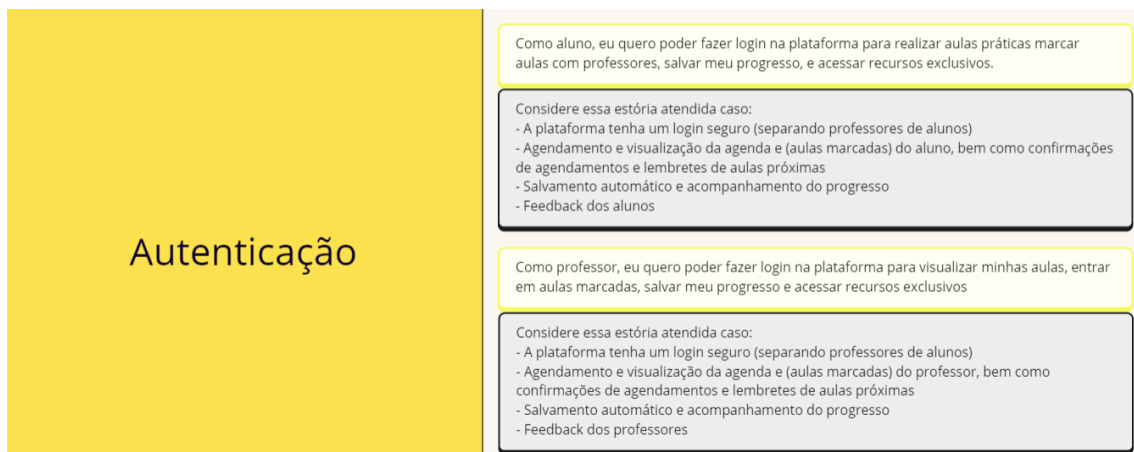 Autenticação
Como aluno, eu quero poder fazer login na plataforma para realizar aulas práticas marcar
aulas com professores, salvar meu progresso, e acessar recursos exclusivos.
Considere essa estória atendida caso:
- A plataforma tenha um login seguro (separando professores de alunos)
- Agendamento e visualização da agenda e (aulas marcadas) do aluno, bem como confirmações
de agendamentos e lembretes de aulas próximas
- Salvamento automático e acompanhamento do progresso
- Feedback dos alunos
Como professor, eu quero poder fazer login na plataforma para visualizar minhas aulas, entrar
em aulas marcadas, salvar meu progresso e acessar recursos exclusivos
Considere essa estória atendida caso:
- A plataforma tenha um login seguro (separando professores de alunos)
- Agendamento e visualização da agenda e (aulas marcadas) do professor, bem como
confirmações de agendamentos e lembretes de aulas próximas
- Salvamento automático e acompanhamento do progresso
- Feedback dos professores